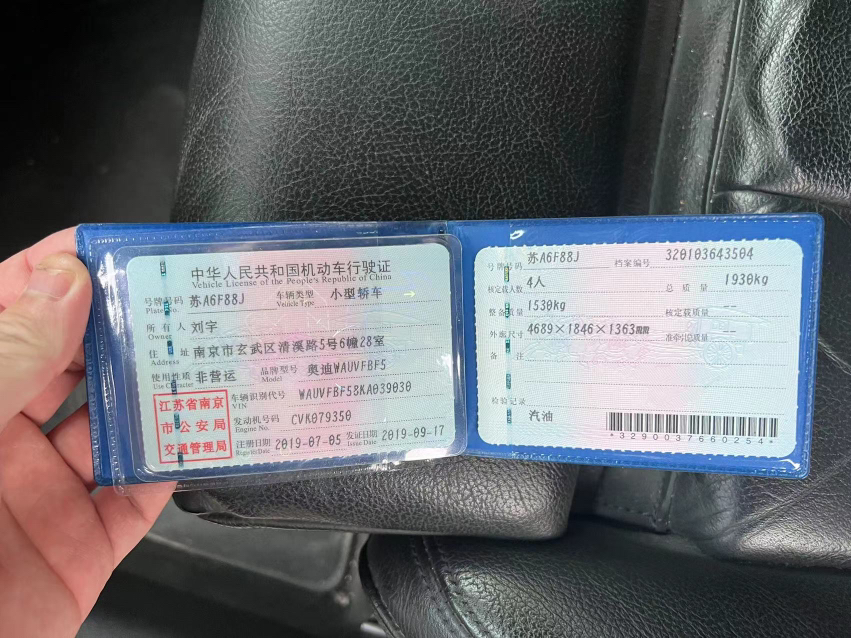 中华人民共和国机动车行驶证
Vehicle License of the People's Republic of China
号牌号码 苏A6F88J 车辆类型 小型轿车
Plate No. Vehicle Type
所有人 刘宇
Owner
住址 南京市玄武区清溪路5号6幢28室
Address
使用性质 非营运 品牌型号 奥迪WAUVFBF5
Use Character Model
江苏省南京
市公安局
交通管理局
车辆识别代号 WAUVFBF58KA039030
VIN
发动机号码 CVK079350
Engine No.
注册日期 2019-07-05 发证日期 2019-09-17
Register Date Issue Date
号牌号码 苏A6F88J 档案编号 320103643504
核定载人数 4人 总质量 1930kg
整备质量 1530kg 核定载质量 --
外廓尺寸 4689×1846×1363 准牵引总质量 --
备注
检验记录
汽油
*3290037660254*